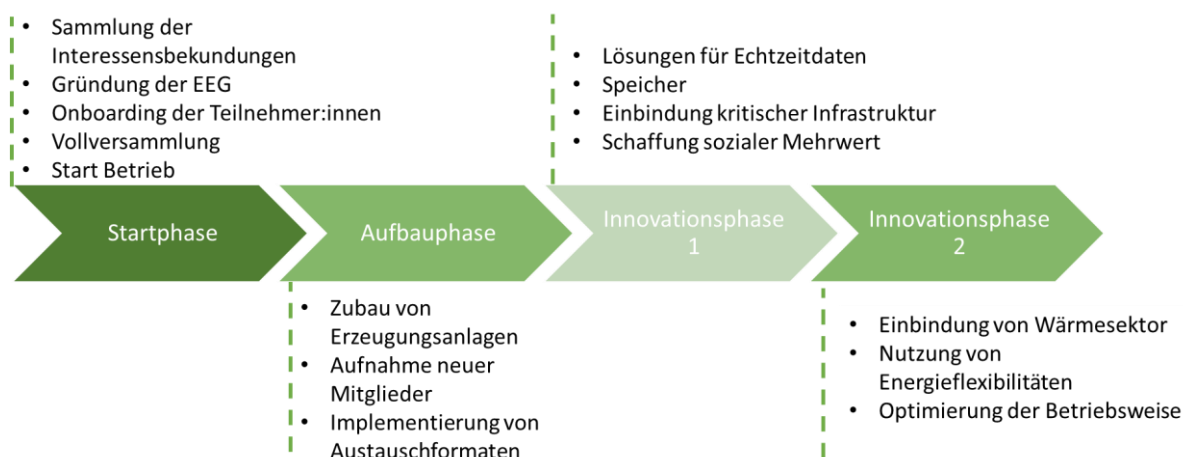 • Sammlung der
Interessensbekundungen
• Gründung der EEG
• Onboarding der Teilnehmer:innen
• Vollversammlung
• Start Betrieb
• Lösungen für Echtzeitdaten
• Speicher
• Einbindung kritischer Infrastruktur
• Schaffung sozialer Mehrwert
Startphase
Aufbauphase
Innovationsphase
1
Innovationsphase
2
• Zubau von
Erzeugungsanlagen
• Aufnahme neuer
Mitglieder
• Implementierung von
Austauschformaten
• Einbindung von Wärmesektor
• Nutzung von
Energieflexibilitäten
• Optimierung der Betriebsweise